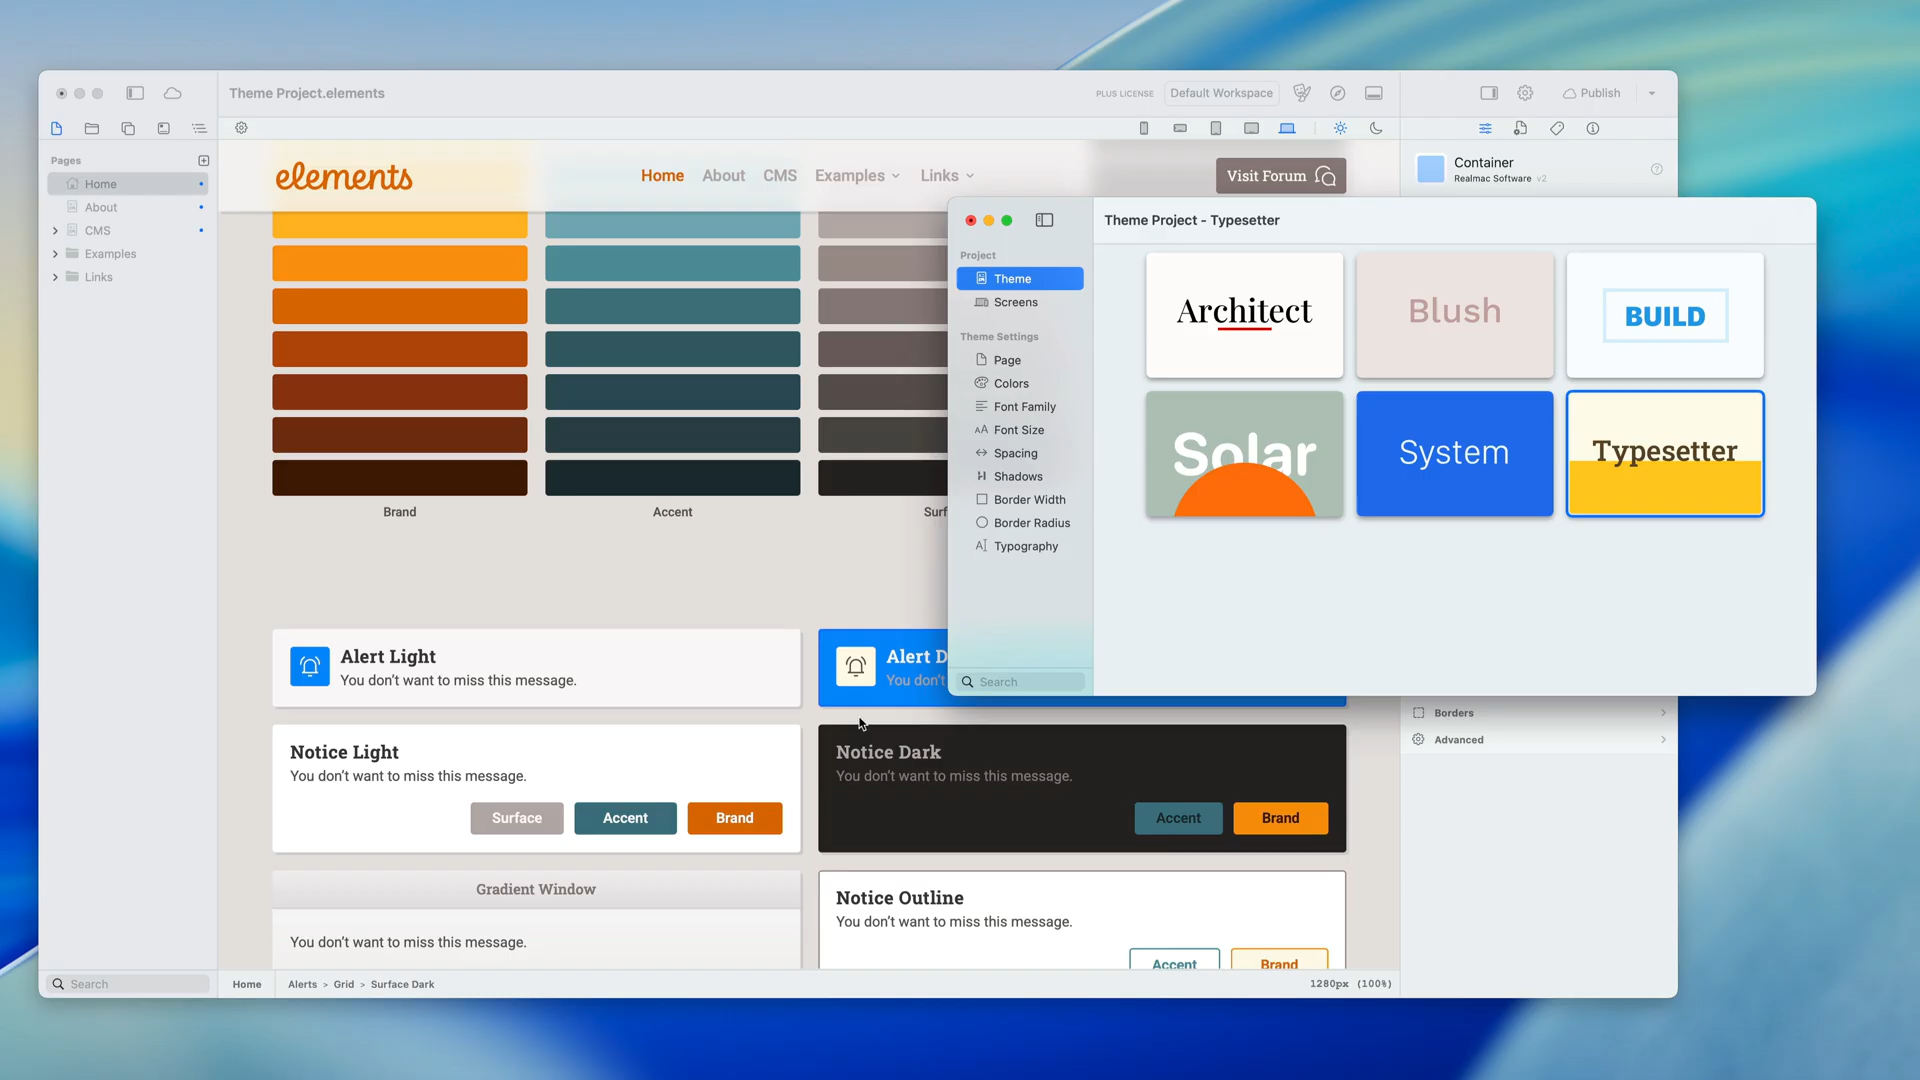 Theme Project.elements
PLUS LICENSE
Default Workspace
Publish
Pages
Home
About
CMS
Examples
Links
Search
elements
Home
About
CMS
Examples
Links
Visit Forum
Brand
Accent
Surf
Alert Light
You don't want to miss this message.
Alert D
You don't
Notice Light
You don't want to miss this message.
Surface
Accent
Brand
Notice Dark
You don't want to miss this message.
Accent
Brand
Gradient Window
You don't want to miss this message.
Notice Outline
You don't want to miss this message.
Accent
Brand
Home
Alerts > Grid > Surface Dark
1280px (100%)
Container
Realmac Software v2
Borders
Advanced
Theme Project - Typesetter
Project
Theme
Screens
Theme Settings
Page
Colors
Font Family
Font Size
Spacing
Shadows
Border Width
Border Radius
Typography
Search
Architect
Blush
BUILD
Solar
System
Typesetter